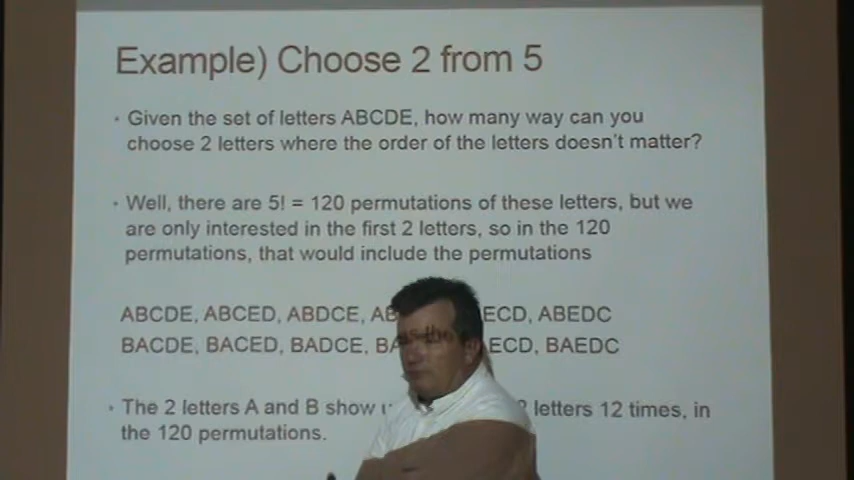 Example) Choose 2 from 5
· Given the set of letters ABCDE, how many way can you
choose 2 letters where the order of the letters doesn't matter?
· Well, there are 5! = 120 permutations of these letters, but we
are only interested in the first 2 letters, so in the 120
permutations, that would include the permutations
ABCDE, ABCED, ABDCE, AB ECD, ABEDC
BACDE, BACED, BADCE, BA ECD, BAEDC
· The 2 letters A and B show letters 12 times, in
the 120 permutations.